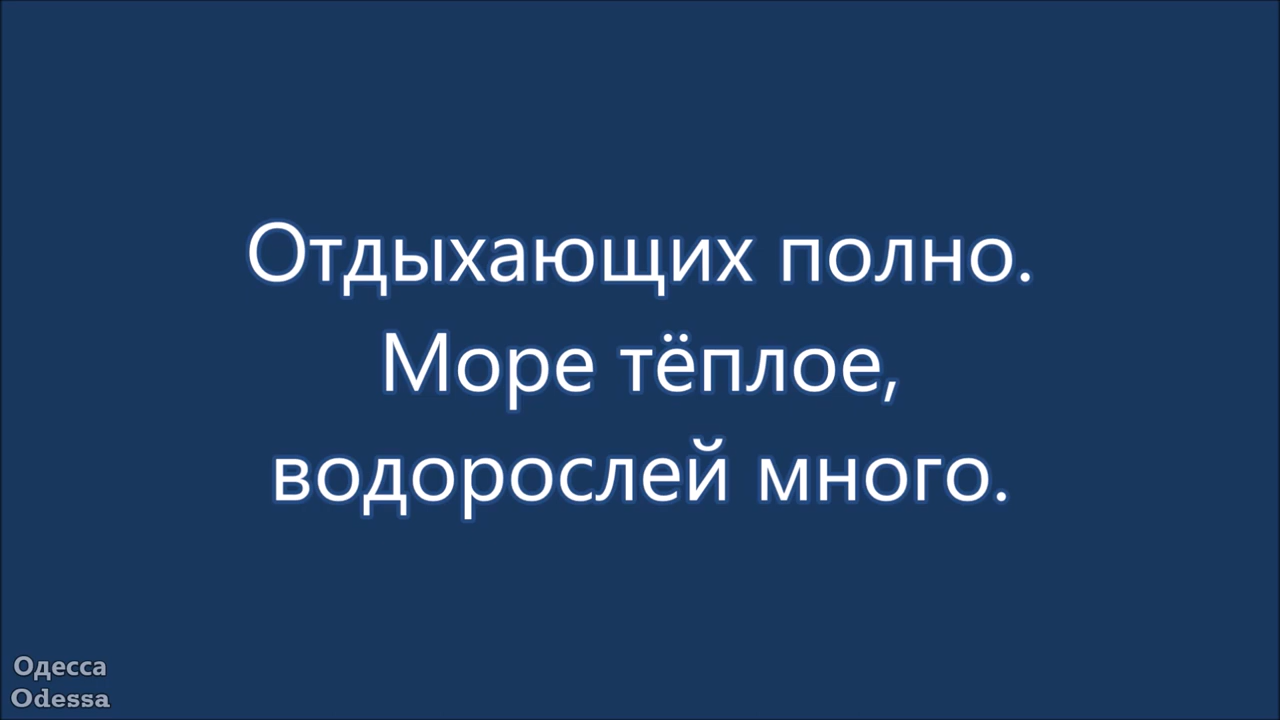 Отдыхающих полно.
Море тёплое,
водорослей много.
Одесса
Odessa